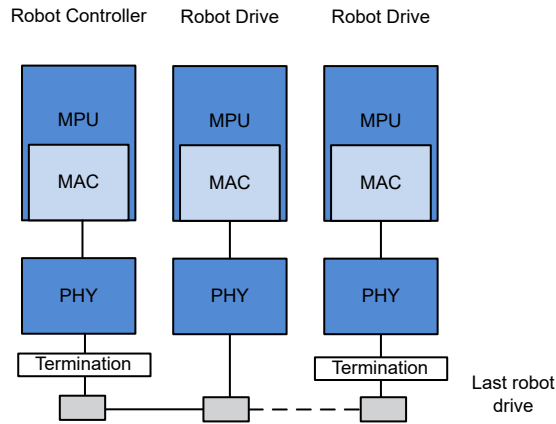 Robot Controller
Robot Drive
Robot Drive
MPU
MPU
MPU
MAC
MAC
MAC
PHY
PHY
PHY
Termination
Termination
Last robot
drive